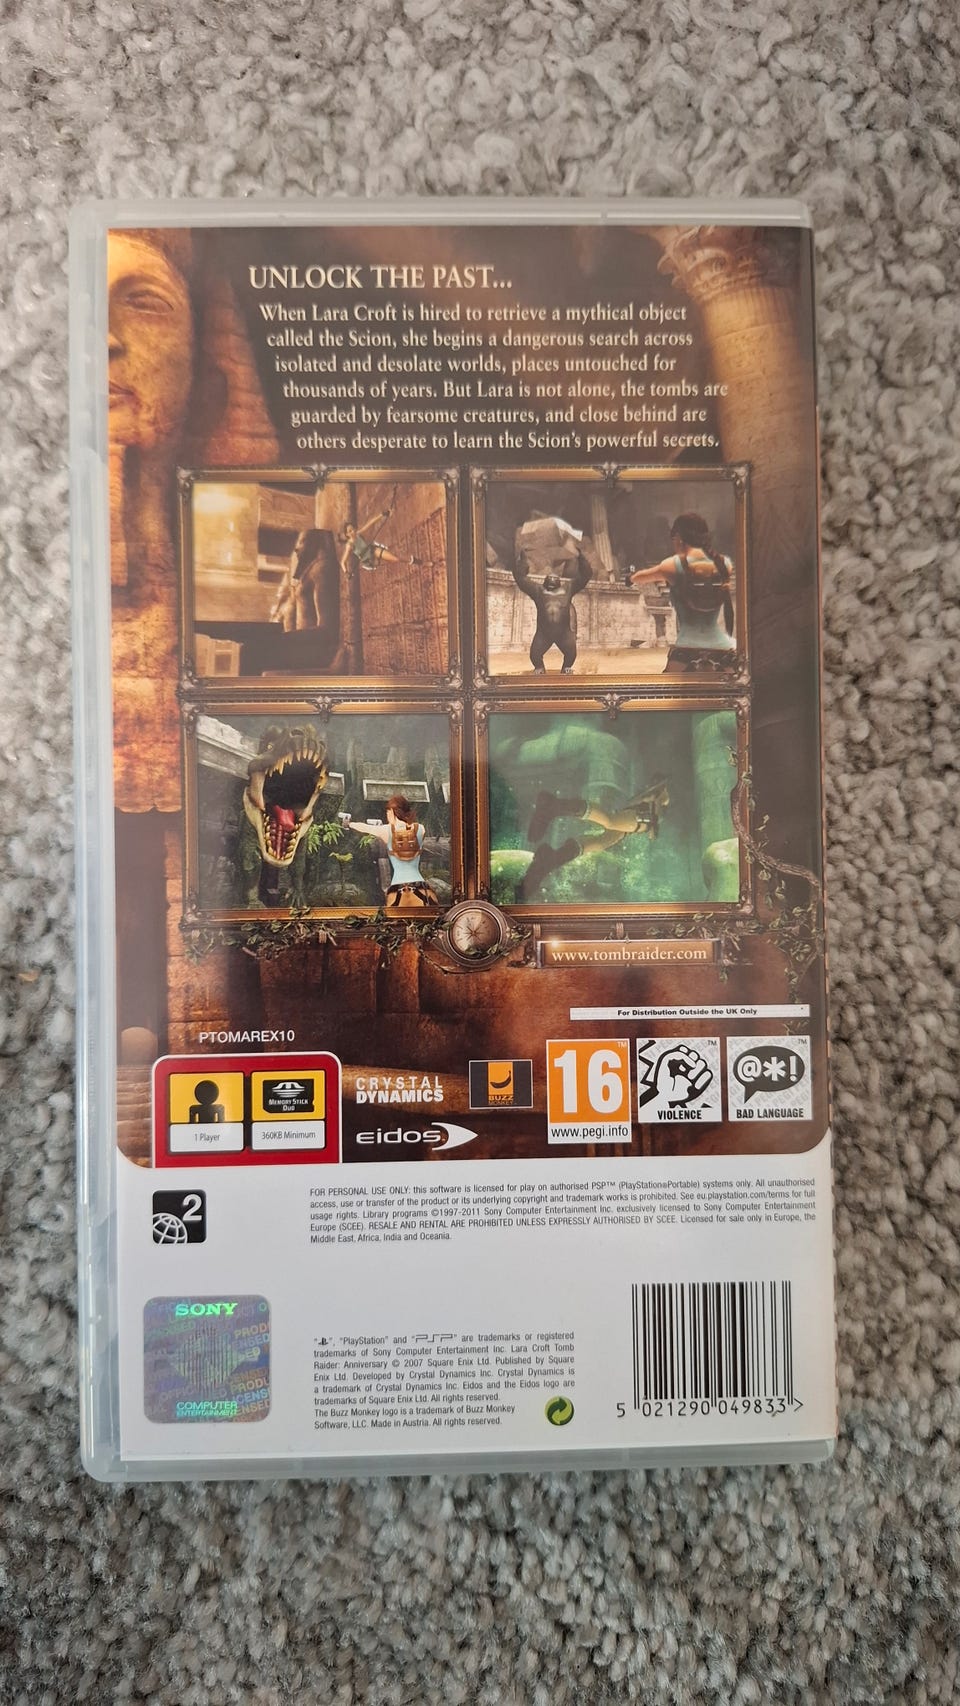 UNLOCK THE PAST...
When Lara Croft is hired to retrieve a mythical object
called the Scion, she begins a dangerous search across
isolated and desolate worlds, places untouched for
thousands of years. But Lara is not alone, the tombs are
guarded by fearsome creatures, and close behind are
others desperate to learn the Scion's powerful secrets.
www.tombraider.com
For Distribution Outside the UK Only
PTOMAREX10
1 Player
MEMORY STICK
DUO
360KB Minimum
CRYSTAL
DYNAMICS
eidos
BUZZ
MONKEY
16
www.pegi.info
VIOLENCE
@*!
BAD LANGUAGE
2
FOR PERSONAL USE ONLY: this software is licensed for play on authorised PSP™ (PlayStation®Portable) systems only. All unauthorised
access, use or transfer of the product or its underlying copyright and trademark works is prohibited. See eu.playstation.com/terms for full
usage rights. Library programs ©1997-2011 Sony Computer Entertainment Inc. exclusively licensed to Sony Computer Entertainment
Europe (SCEE). RESALE AND RENTAL ARE PROHIBITED UNLESS EXPRESSLY AUTHORISED BY SCEE. Licensed for sale only in Europe, the
Middle East, Africa, India and Oceania.
SONY
COMPUTER
ENTERTAINMENT
" ", "PlayStation" and "PSP" are trademarks or registered
trademarks of Sony Computer Entertainment Inc. Lara Croft Tomb
Raider: Anniversary © 2007 Square Enix Ltd. Published by Square
Enix Ltd. Developed by Crystal Dynamics Inc. Crystal Dynamics is
a trademark of Crystal Dynamics Inc. Eidos and the Eidos logo are
trademarks of Square Enix Ltd. All rights reserved.
The Buzz Monkey logo is a trademark of Buzz Monkey
Software, LLC. Made in Austria. All rights reserved.
5 021290 049833 >